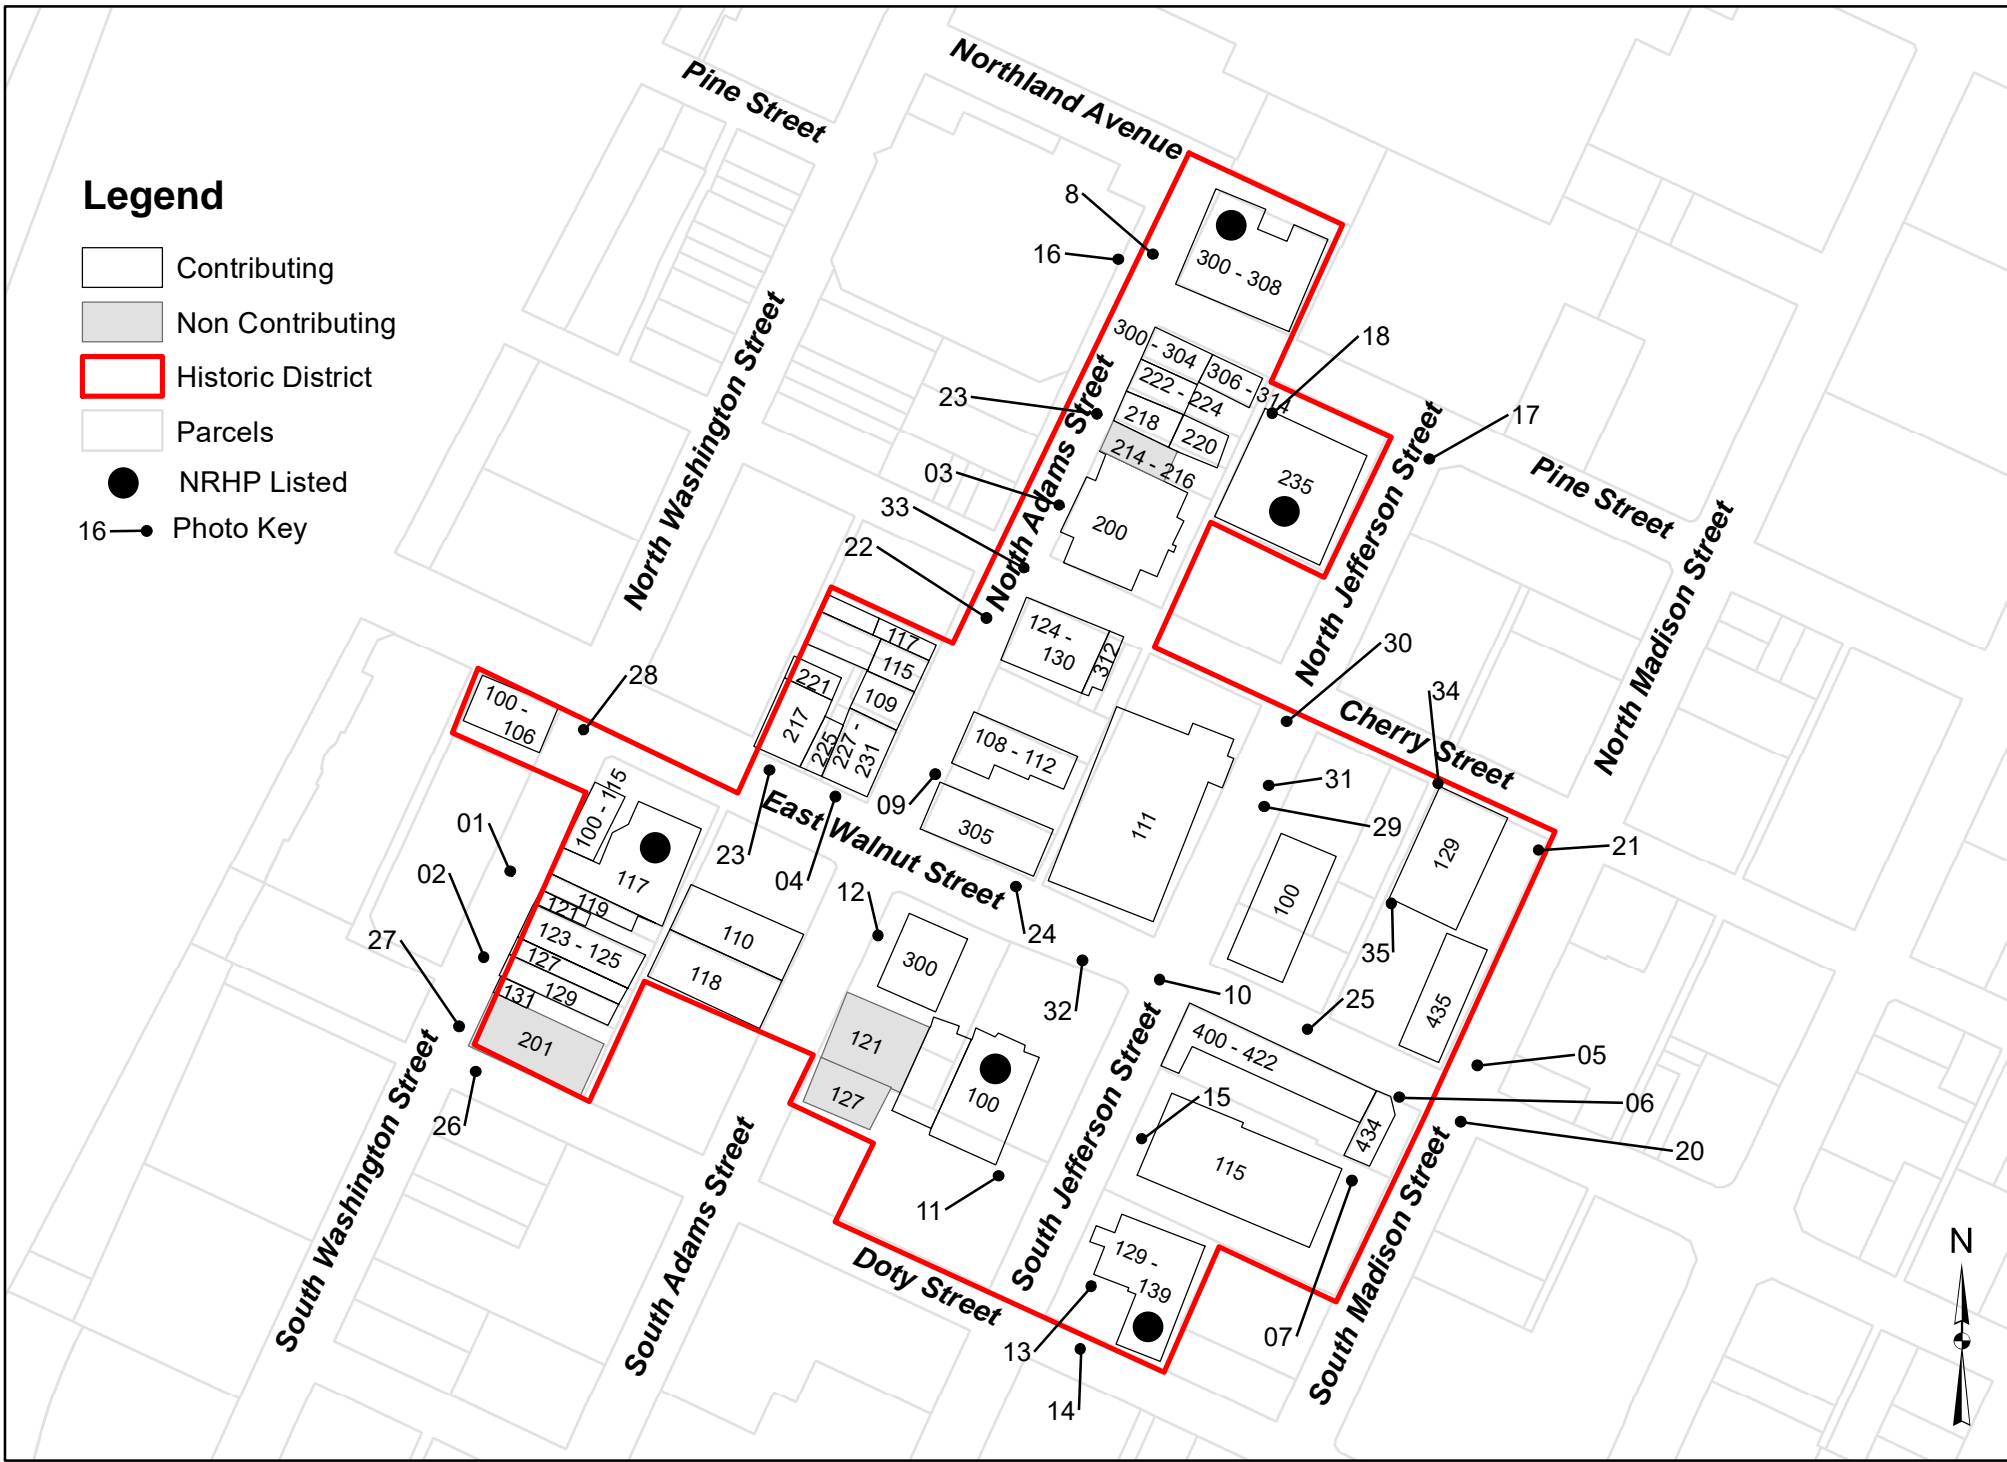 Northland Avenue
Pine Street
Legend
Contributing
Non Contributing
Historic District
Parcels
NRHP Listed
16
Photo Key
8
16
300 - 308
18
300 - 304
306 - 314
222 - 224
23
218
220
17
214 - 216
03
235
33
200
22
North Washington Street
North Adams Street
North Jefferson Street
Pine Street
North Madison Street
124 -
130
312
117
115
109
221
217
225
227 -
231
30
34
28
100 -
106
Cherry Street
108 - 112
31
09
29
East Walnut Street
305
111
129
21
100 - 115
01
23
04
117
02
12
100
119
121
24
110
123 - 125
27
35
300
127
118
129
131
10
25
32
435
201
121
400 - 422
05
127
100
15
06
26
434
20
115
11
South Washington Street
South Adams Street
South Jefferson Street
South Madison Street
129 -
139
Doty Street
13
07
14
N